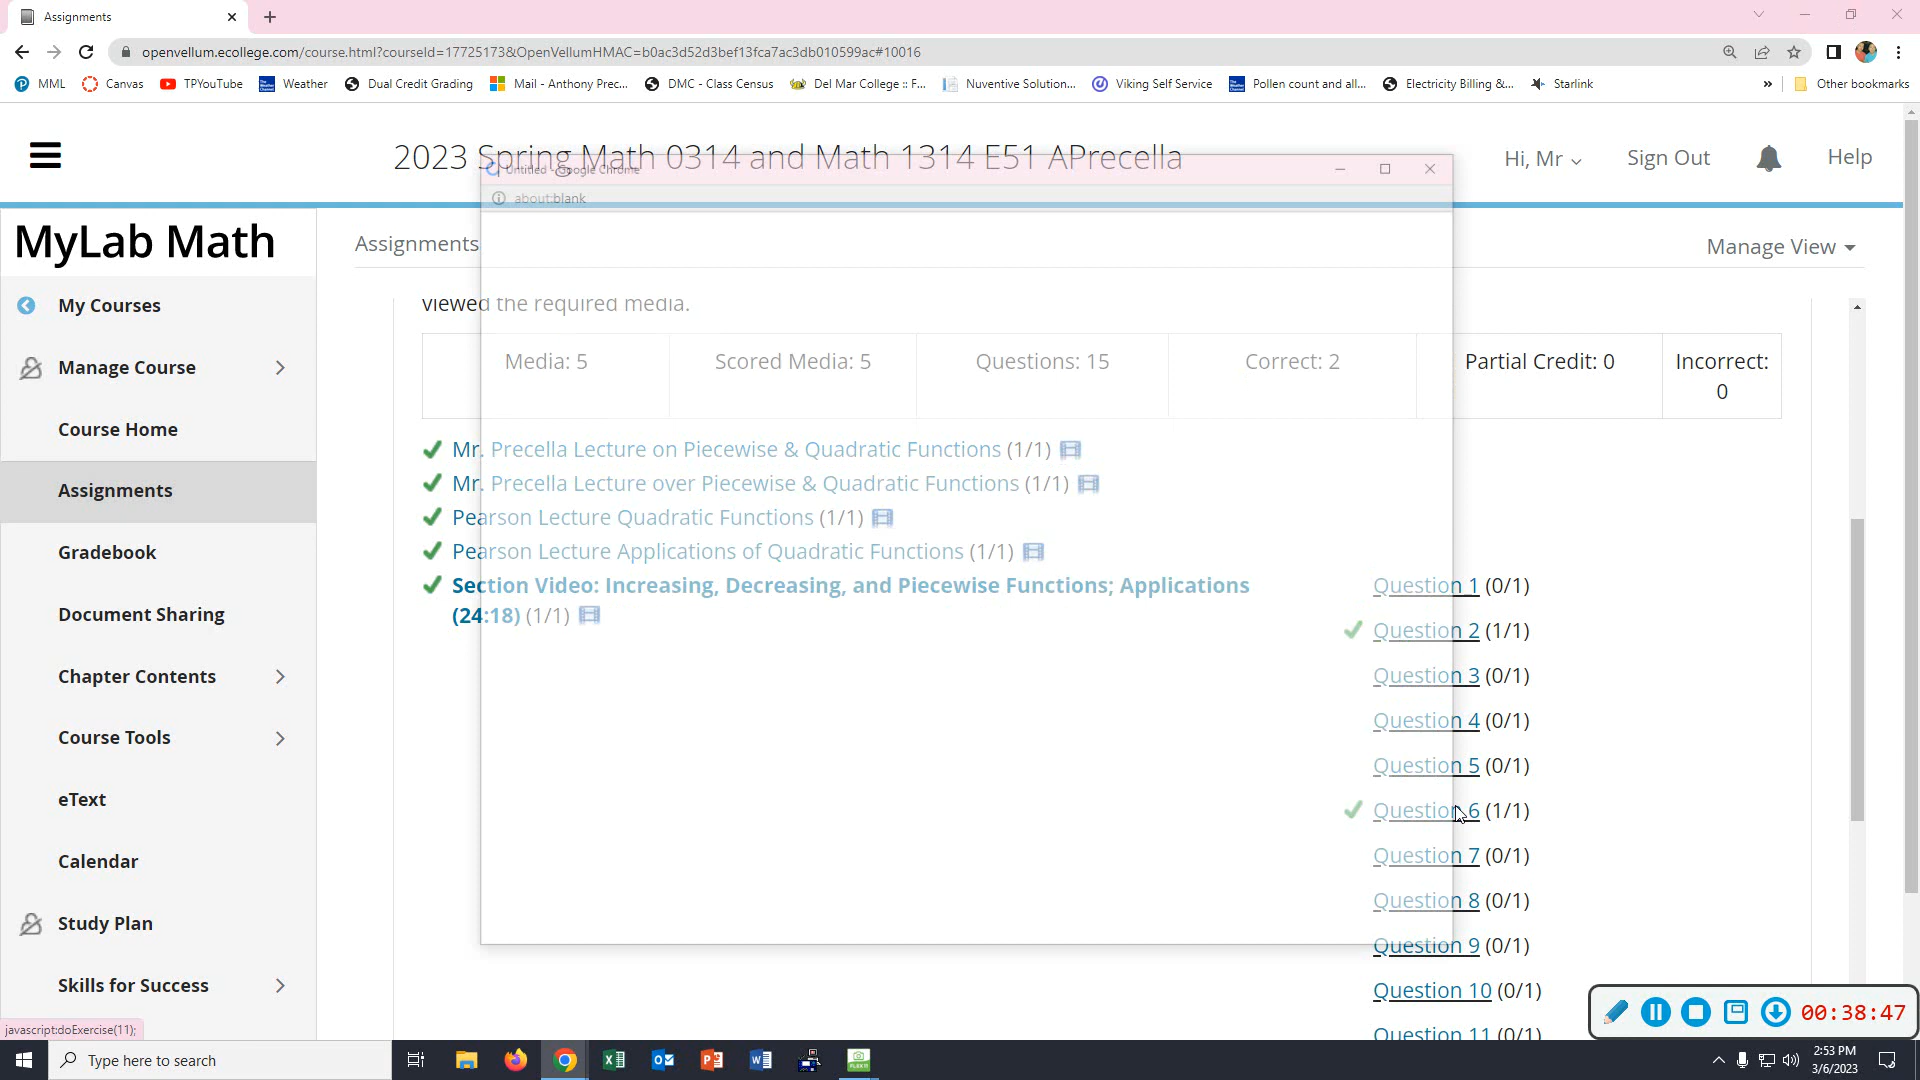 Assignments
openvellum.ecollege.com/course.html?courseId=17725173&OpenVellumHMAC=b0ac3d52d3bef13fca7ac3db010599ac#10016
MML Canvas TPYouTube Weather Dual Credit Grading Mail - Anthony Prec... DMC - Class Census Del Mar College :: F... Nuventive Solution... Viking Self Service Pollen count and all... Electricity Billing &... Starlink » Other bookmarks
2023 Spring Math 0314 and Math 1314 E51 APrecella
Hi, Mr Sign Out Help
Untitled - Google Chrome
about:blank
MyLab Math
My Courses
Manage Course
Course Home
Assignments
Gradebook
Document Sharing
Chapter Contents
Course Tools
eText
Calendar
Study Plan
Skills for Success
Assignments
Manage View
viewed the required media.
Media: 5 Scored Media: 5 Questions: 15 Correct: 2 Partial Credit: 0 Incorrect:
0
Mr. Precella Lecture on Piecewise & Quadratic Functions (1/1)
Mr. Precella Lecture over Piecewise & Quadratic Functions (1/1)
Pearson Lecture Quadratic Functions (1/1)
Pearson Lecture Applications of Quadratic Functions (1/1)
Section Video: Increasing, Decreasing, and Piecewise Functions; Applications
(24:18) (1/1)
Question 1 (0/1)
Question 2 (1/1)
Question 3 (0/1)
Question 4 (0/1)
Question 5 (0/1)
Question 6 (1/1)
Question 7 (0/1)
Question 8 (0/1)
Question 9 (0/1)
Question 10 (0/1)
Question 11 (0/1)
00:38:47
javascript:doExercise(11);
Type here to search
2:53 PM
3/6/2023